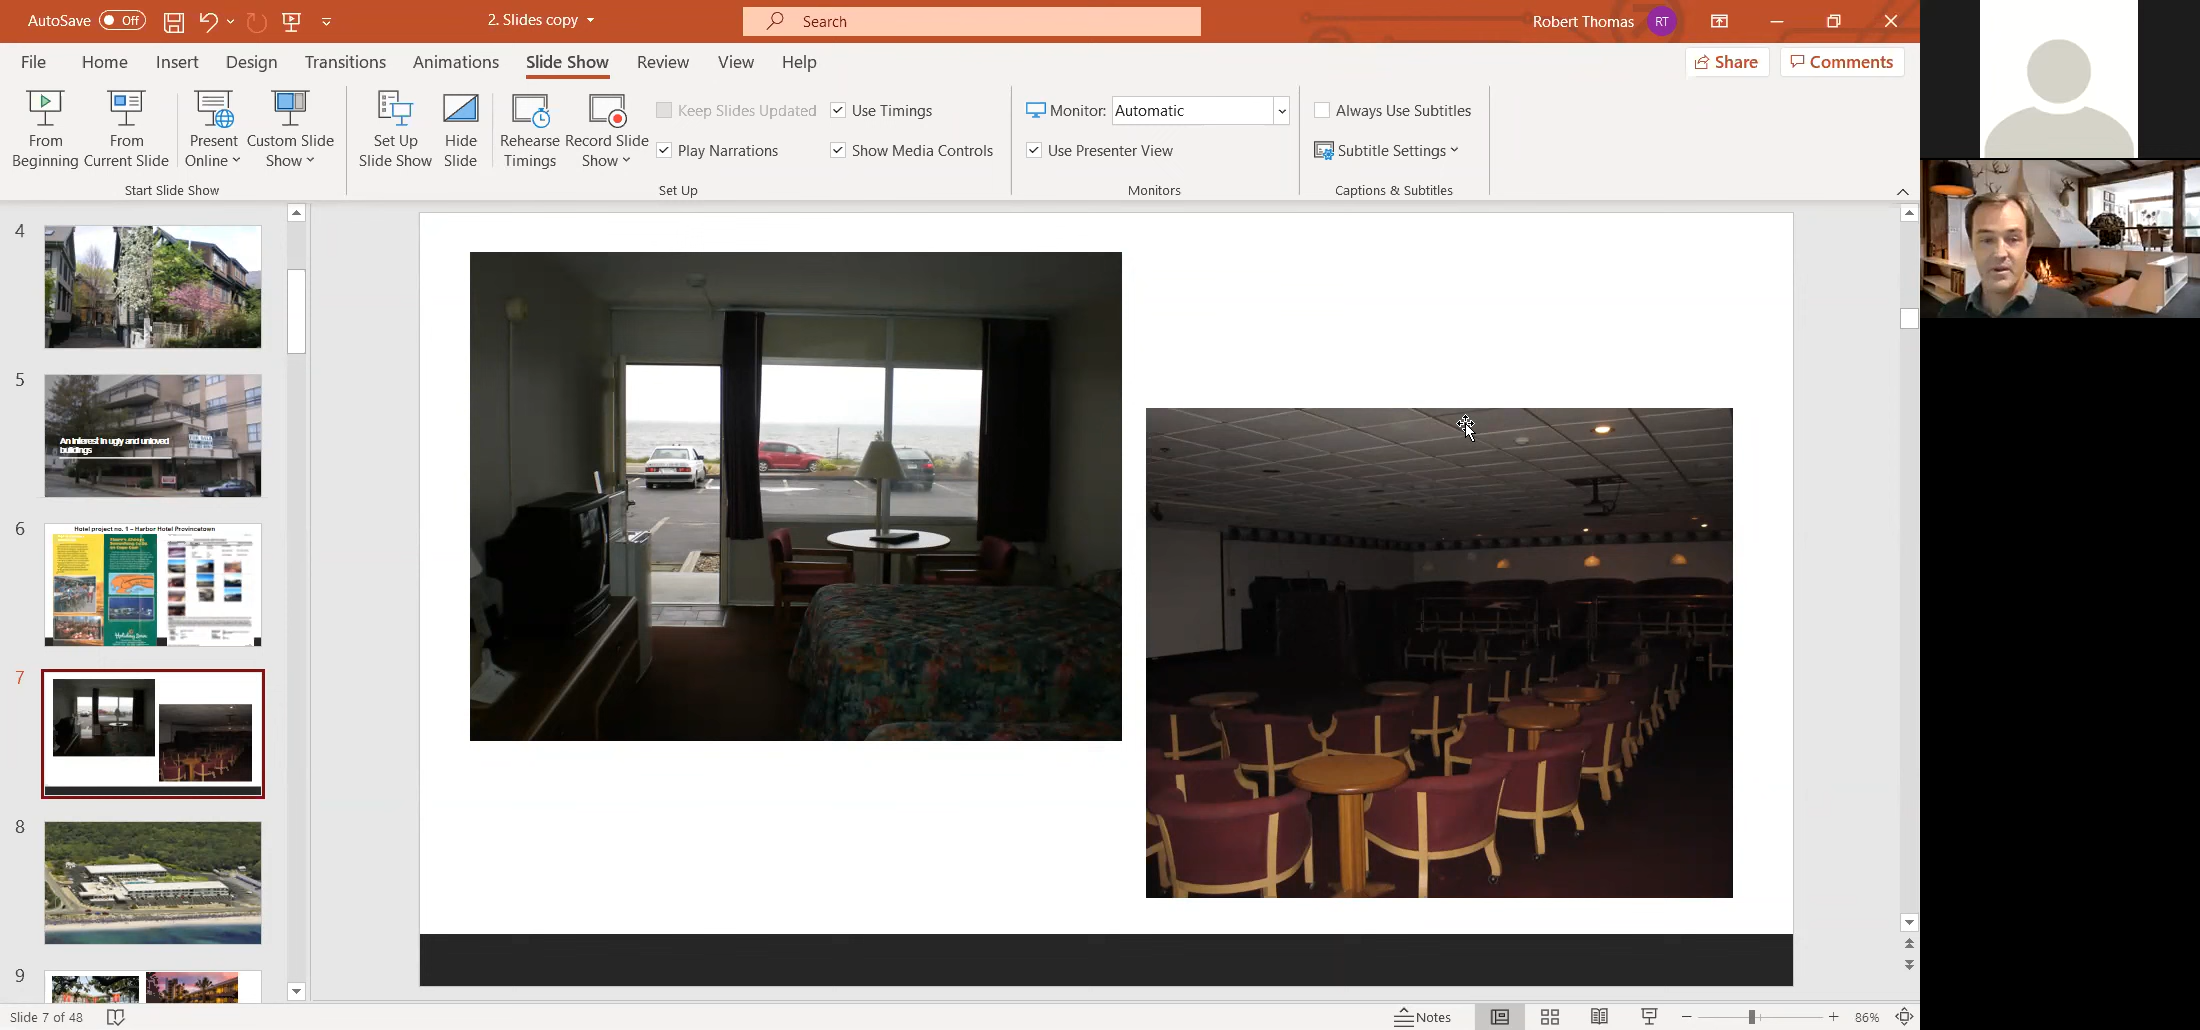 AutoSave Off 2. Slides copy Search Robert Thomas RT
File Home Insert Design Transitions Animations Slide Show Review View Help Share Comments
From Beginning
From Current Slide
Present Online
Custom Slide Show
Start Slide Show
Set Up Slide Show
Hide Slide
Rehearse Timings
Record Slide Show
Keep Slides Updated
Play Narrations
Use Timings
Show Media Controls
Set Up
Monitor: Automatic
Use Presenter View
Monitors
Always Use Subtitles
Subtitle Settings
Captions & Subtitles
4
5
An interest in ugly and unloved
buildings
6
Hotel project no. 1 – Harbor Hotel Provincetown
Holiday Inn
7
8
9
Slide 7 of 48 Notes 86%